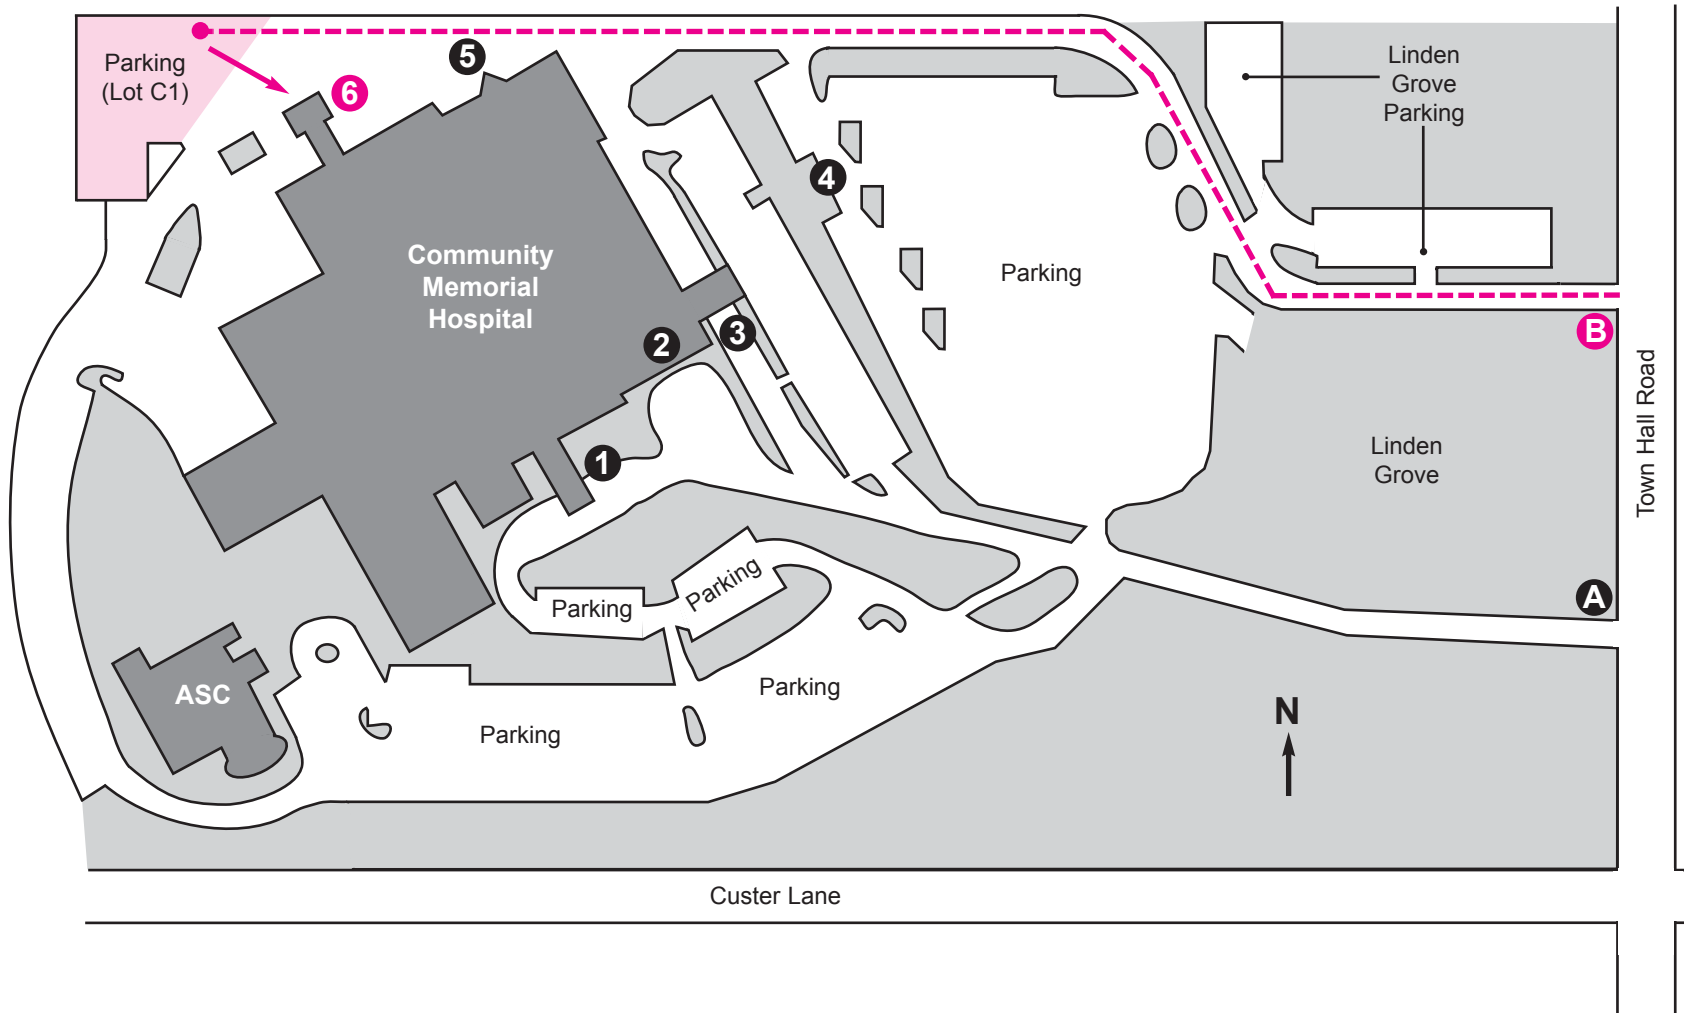 Parking
(Lot C1)
6
5
Linden
Grove
Parking
4
Community
Memorial
Hospital
Parking
3
2
B
1
Linden
Grove
Town Hall Road
A
Parking
Parking
ASC
Parking
Parking
N
Custer Lane